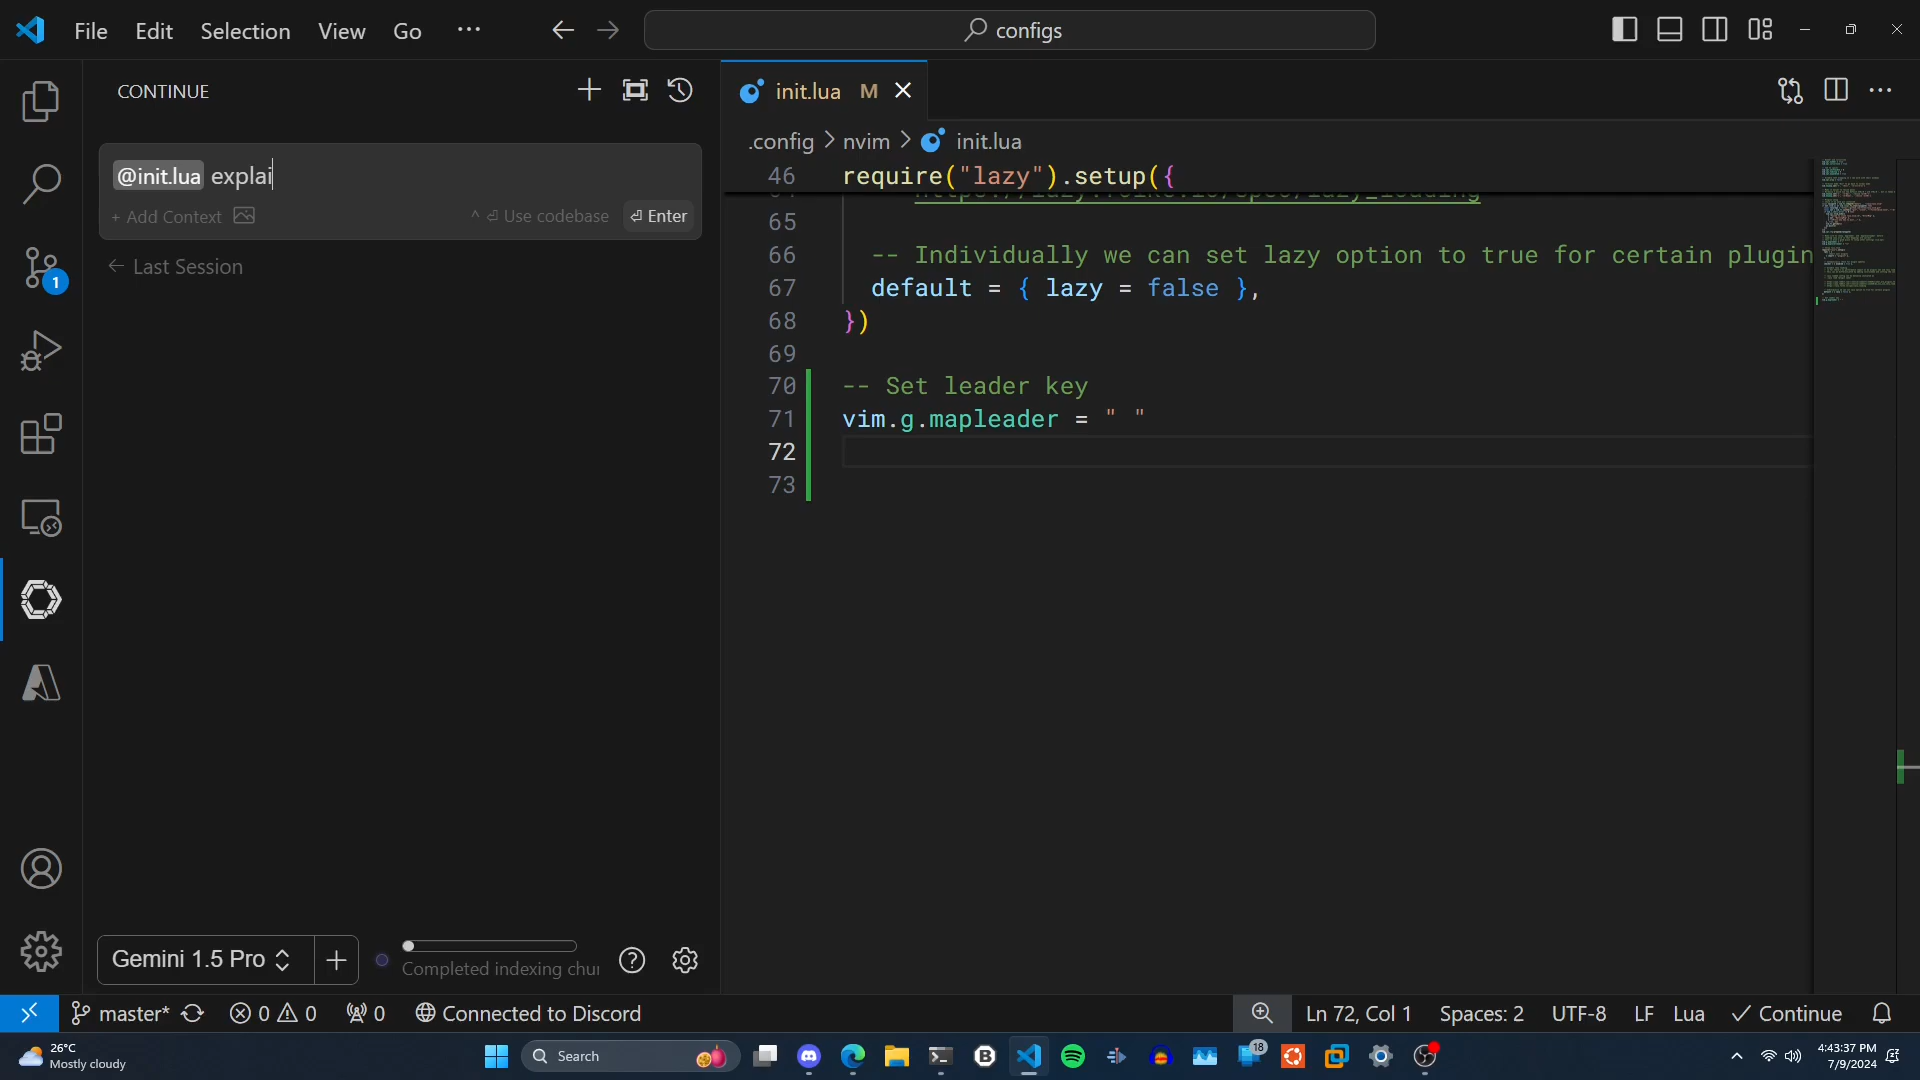 File Edit Selection View Go ···
configs
CONTINUE
@init.lua explai
+ Add Context
^ ⏎ Use codebase
⏎ Enter
← Last Session
1
init.lua M
.config > nvim > init.lua
46 require("lazy").setup({
65
66 -- Individually we can set lazy option to true for certain plugin
67 default = { lazy = false },
68 })
69
70 -- Set leader key
71 vim.g.mapleader = " "
72
73
Gemini 1.5 Pro
Completed indexing chu
master*
0 0
0
Connected to Discord
Ln 72, Col 1
Spaces: 2
UTF-8
LF
Lua
Continue
26°C
Mostly cloudy
Search
18
4:43:37 PM
7/9/2024